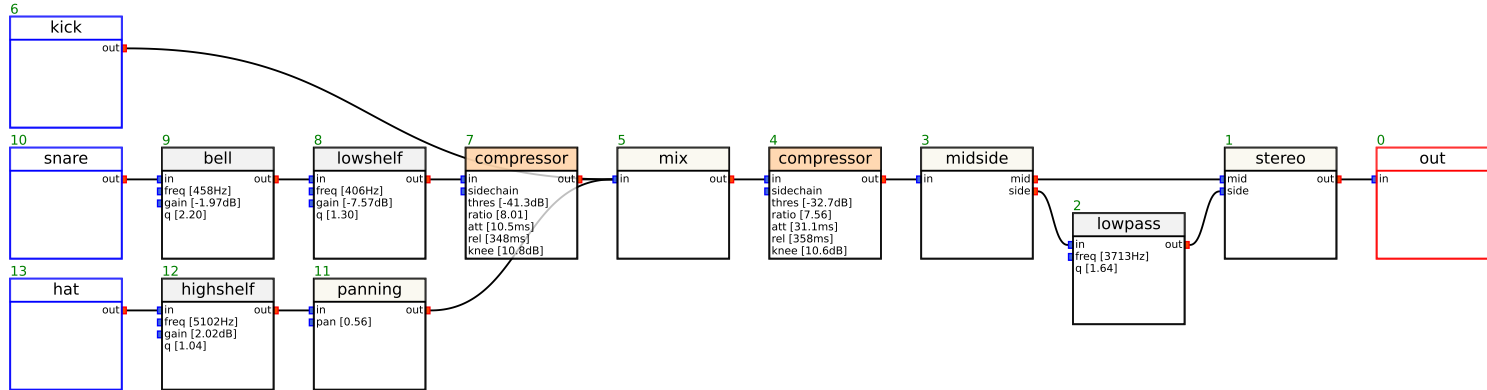 6
kick
out
10
snare
out
9
bell
in out
freq [458Hz]
gain [-1.97dB]
q [2.20]
8
lowshelf
in out
freq [406Hz]
gain [-7.57dB]
q [1.30]
7
compressor
in out
sidechain
thres [-41.3dB]
ratio [8.01]
att [10.5ms]
rel [348ms]
knee [10.8dB]
5
mix
in out
4
compressor
in out
sidechain
thres [-32.7dB]
ratio [7.56]
att [31.1ms]
rel [358ms]
knee [10.6dB]
3
midside
in mid
side
2
lowpass
in out
freq [3713Hz]
q [1.64]
1
stereo
mid out
side
0
out
in
13
hat
out
12
highshelf
in out
freq [5102Hz]
gain [2.02dB]
q [1.04]
11
panning
in out
pan [0.56]